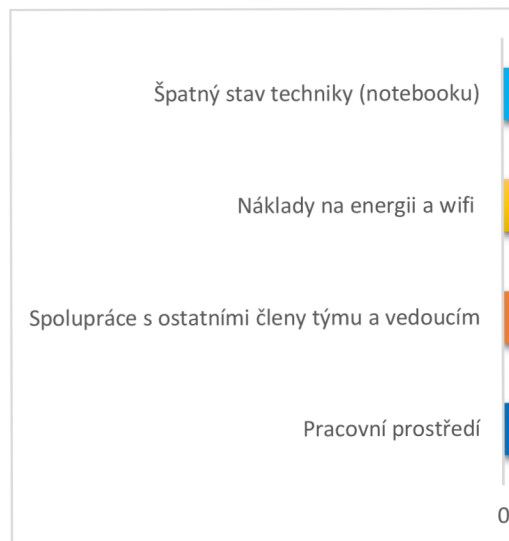 Špatný stav techniky (notebooku)
Náklady na energii a wifi
Spolupráce s ostatními členy týmu a vedoucím
Pracovní prostředí
0